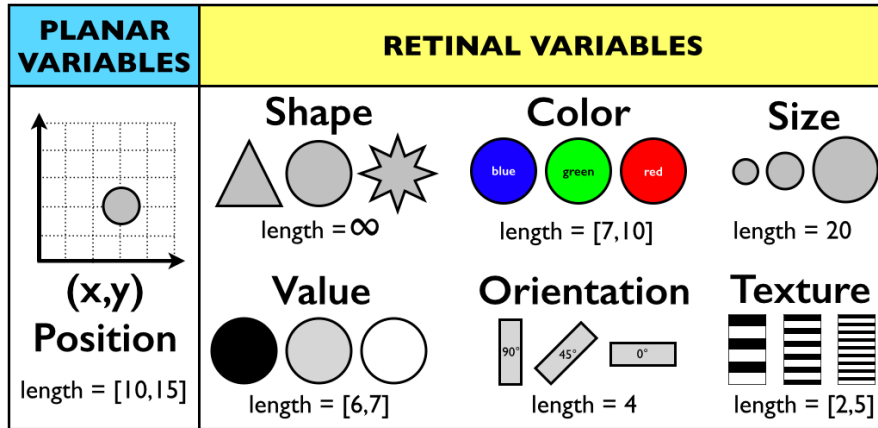 PLANAR
VARIABLES
RETINAL VARIABLES
(x,y)
Position
length = [10,15]
Shape
length = ∞
Color
blue
green
red
length = [7,10]
Size
length = 20
Value
length = [6,7]
Orientation
90°
45°
0°
length = 4
Texture
length = [2,5]